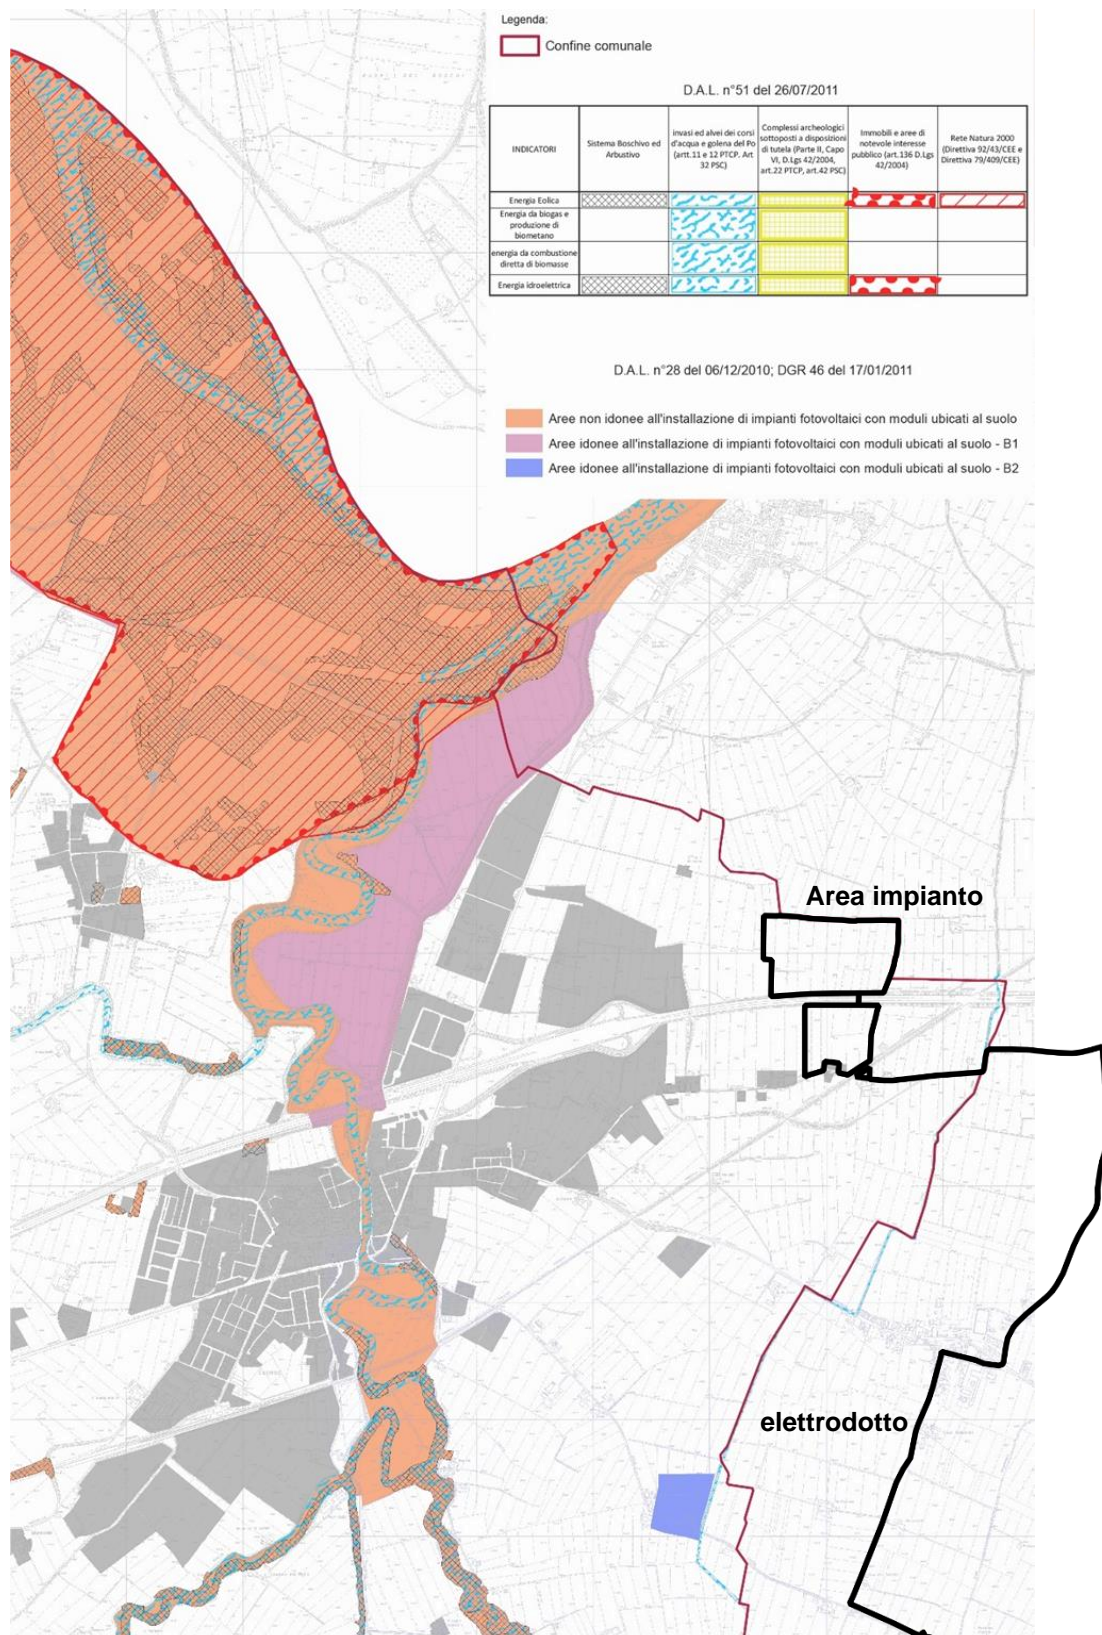 Legenda:
Confine comunale
D.A.L. n°51 del 26/07/2011
INDICATORI
Sistema Boschivo ed
Arbustivo
invasi ed alvei dei corsi
d'acqua e golena del Po
(artt.11 e 12 PTCP. Art
32 PSC)
Complessi archeologici
sottoposti a disposizioni
di tutela (Parte II, Capo
VI, D.Lgs 42/2004,
art.22 PTCP, art.42 PSC)
Immobili e aree di
notevole interesse
pubblico (art.136 D.Lgs
42/2004)
Rete Natura 2000
(Direttiva 92/43/CEE e
Direttiva 79/409/CEE)
Energia Eolica
Energia da biogas e
produzione di
biometano
energia da combustione
diretta di biomasse
Energia idroelettrica
D.A.L. n°28 del 06/12/2010; DGR 46 del 17/01/2011
Aree non idonee all'installazione di impianti fotovoltaici con moduli ubicati al suolo
Aree idonee all'installazione di impianti fotovoltaici con moduli ubicati al suolo - B1
Aree idonee all'installazione di impianti fotovoltaici con moduli ubicati al suolo - B2
Area impianto
elettrodotto